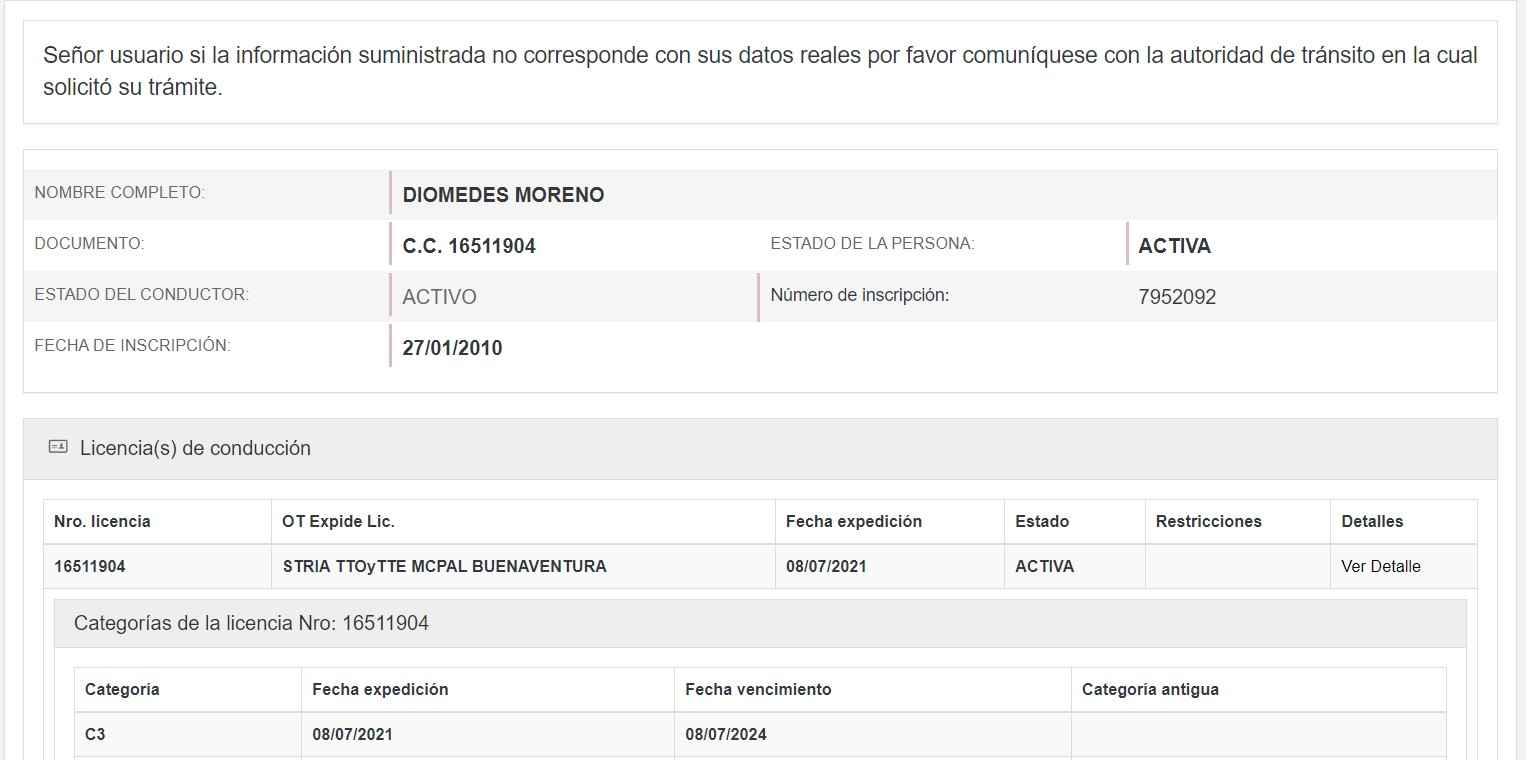 Señor usuario si la información suministrada no corresponde con sus datos reales por favor comuníquese con la autoridad de tránsito en la cual
solicitó su trámite.
NOMBRE COMPLETO: DIOMEDES MORENO
DOCUMENTO: C.C. 16511904 ESTADO DE LA PERSONA: ACTIVA
ESTADO DEL CONDUCTOR: ACTIVO Número de inscripción: 7952092
FECHA DE INSCRIPCIÓN: 27/01/2010
Licencia(s) de conducción
Nro. licencia OT Expide Lic. Fecha expedición Estado Restricciones Detalles
16511904 STRIA TTOyTTE MCPAL BUENAVENTURA 08/07/2021 ACTIVA Ver Detalle
Categorías de la licencia Nro: 16511904
Categoría Fecha expedición Fecha vencimiento Categoría antigua
C3 08/07/2021 08/07/2024